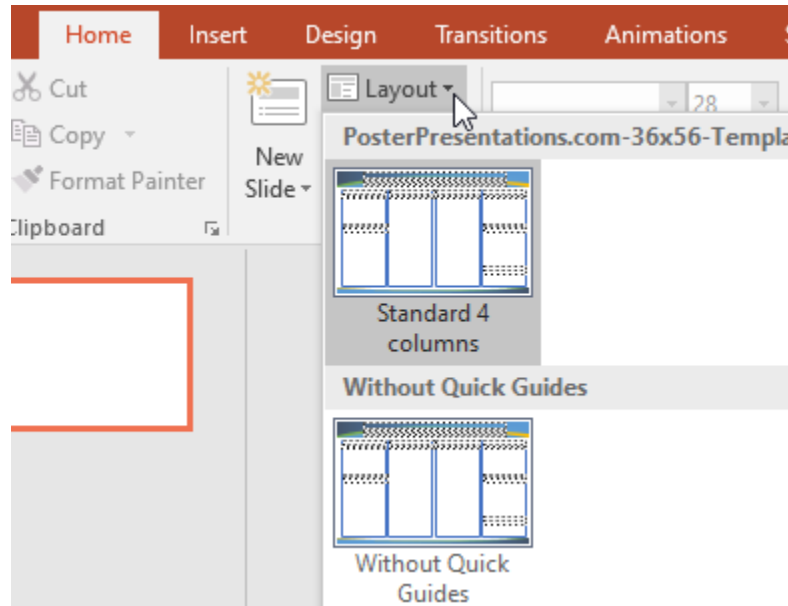 Home Insert Design Transitions Animations
Cut
Copy
Format Painter
Clipboard
New
Slide
Layout
28
PosterPresentations.com-36x56-Templa
Standard 4
columns
Without Quick Guides
Without Quick
Guides